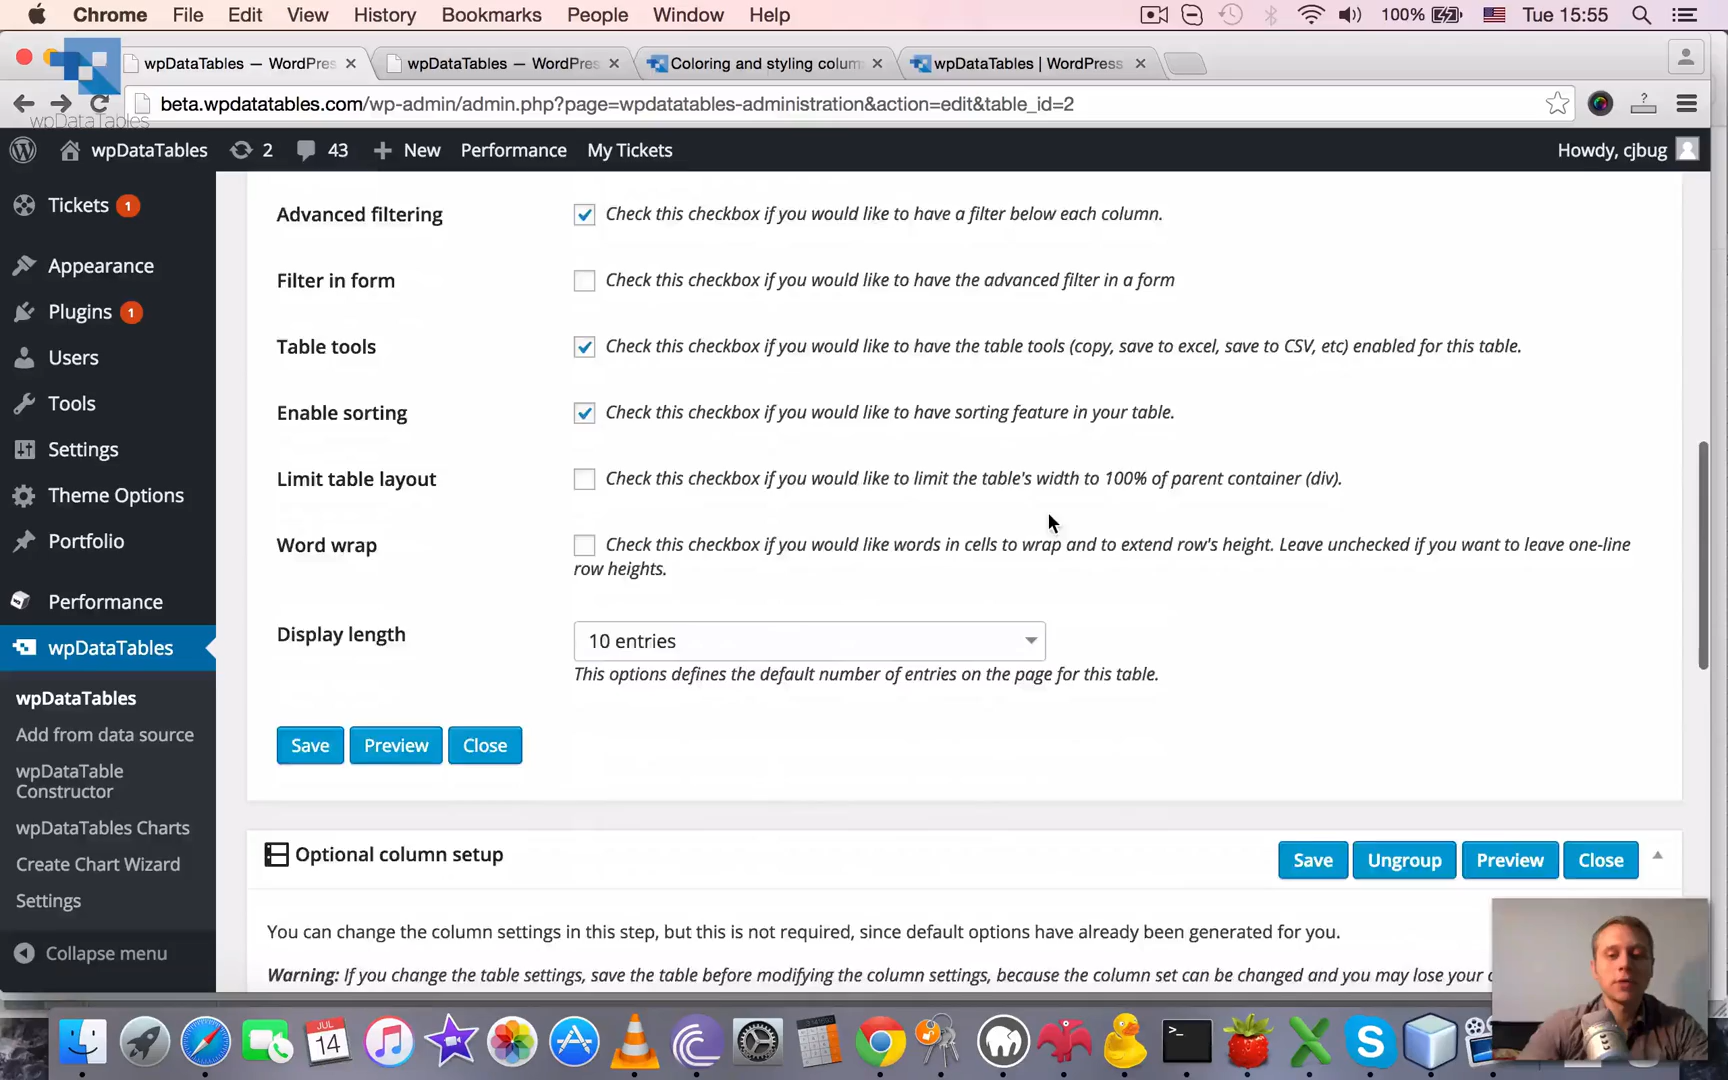 Chrome File Edit View History Bookmarks People Window Help 100% Tue 15:55
wpDataTables — WordPres
wpDataTables — WordPres
Coloring and styling colum
wpDataTables | WordPress
beta.wpdatatables.com/wp-admin/admin.php?page=wpdatatables-administration&action=edit&table_id=2
wpDataTables
wpDataTables 2 43 New Performance My Tickets Howdy, cjbug
Tickets 1
Appearance
Plugins 1
Users
Tools
Settings
Theme Options
Portfolio
Performance
wpDataTables
wpDataTables
Add from data source
wpDataTable
Constructor
wpDataTables Charts
Create Chart Wizard
Settings
Collapse menu
Advanced filtering Check this checkbox if you would like to have a filter below each column.
Filter in form Check this checkbox if you would like to have the advanced filter in a form
Table tools Check this checkbox if you would like to have the table tools (copy, save to excel, save to CSV, etc) enabled for this table.
Enable sorting Check this checkbox if you would like to have sorting feature in your table.
Limit table layout Check this checkbox if you would like to limit the table's width to 100% of parent container (div).
Word wrap Check this checkbox if you would like words in cells to wrap and to extend row's height. Leave unchecked if you want to leave one-line
row heights.
Display length 10 entries
This options defines the default number of entries on the page for this table.
Save Preview Close
Optional column setup Save Ungroup Preview Close
You can change the column settings in this step, but this is not required, since default options have already been generated for you.
Warning: If you change the table settings, save the table before modifying the column settings, because the column set can be changed and you may lose your
JUL
14